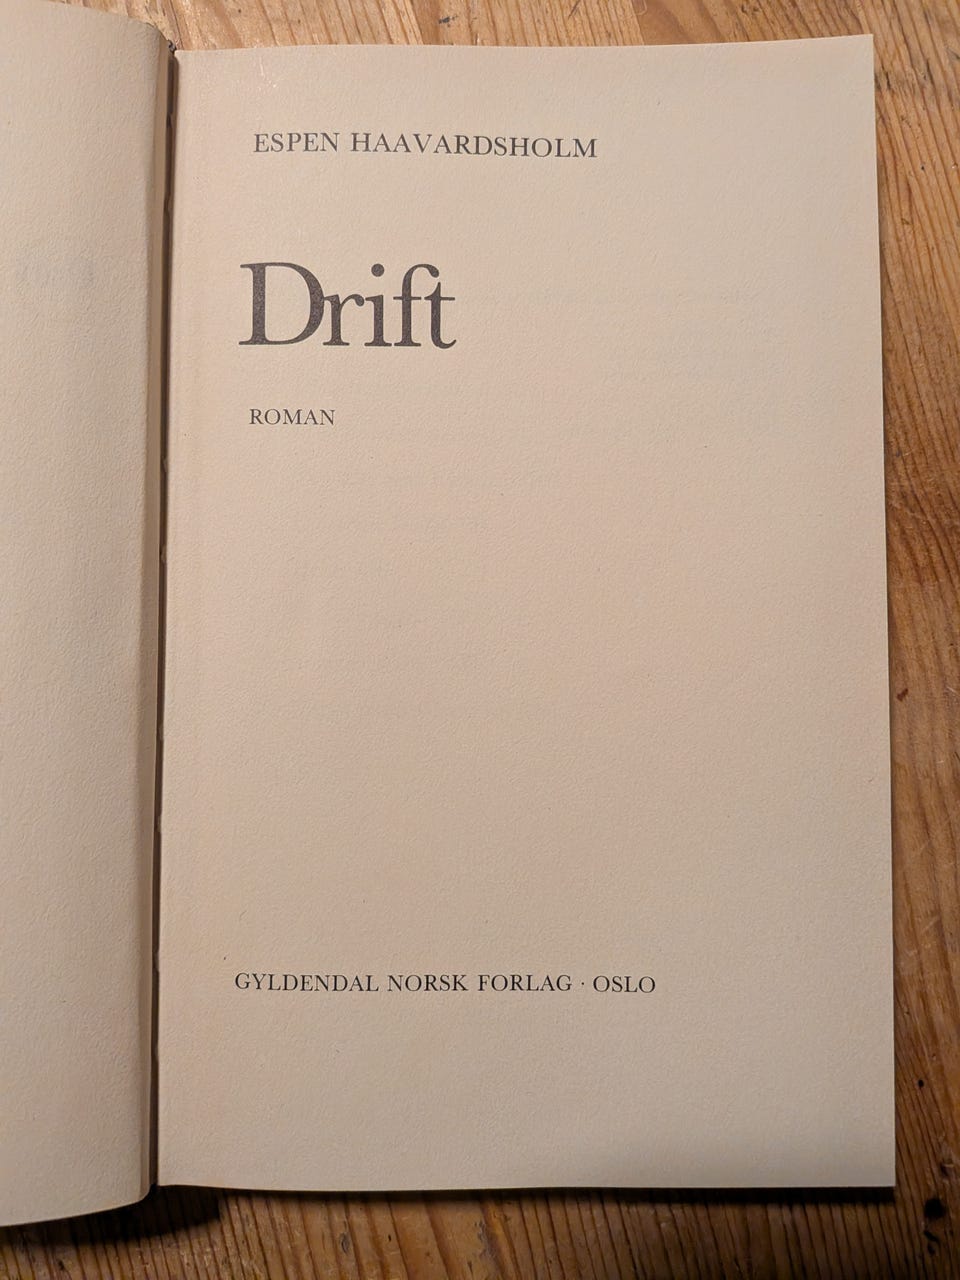 ESPEN HAAVARDSHOLM
Drift
ROMAN
GYLDENDAL NORSK FORLAG · OSLO